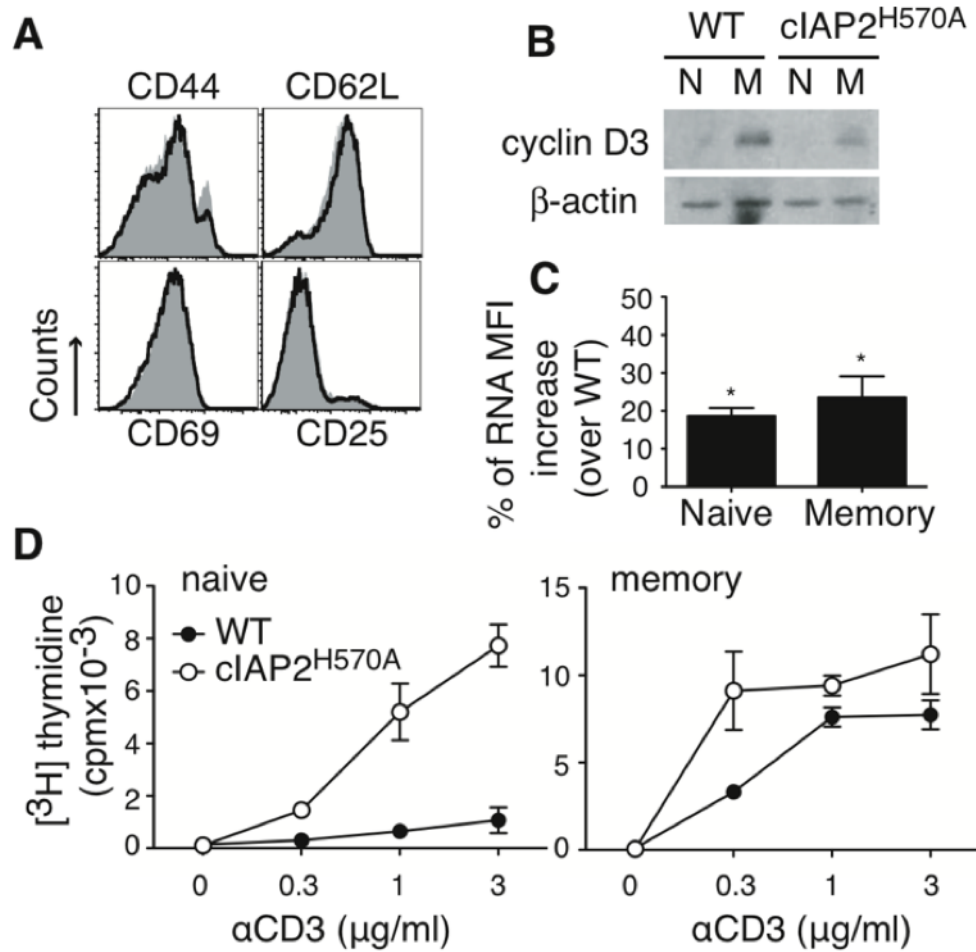 A
CD44 CD62L
Counts
CD69 CD25
B
WT cIAP2H570A
N M N M
cyclin D3
β-actin
C
% of RNA MFI
increase
(over WT)
50
40
30
20
10
0
* *
Naive Memory
D
naive
WT
cIAP2H570A
[3H] thymidine
(cpmx10-3)
10
8
6
4
2
0
0 0.3 1 3
αCD3 (μg/ml)
memory
15
10
5
0
0 0.3 1 3
αCD3 (μg/ml)